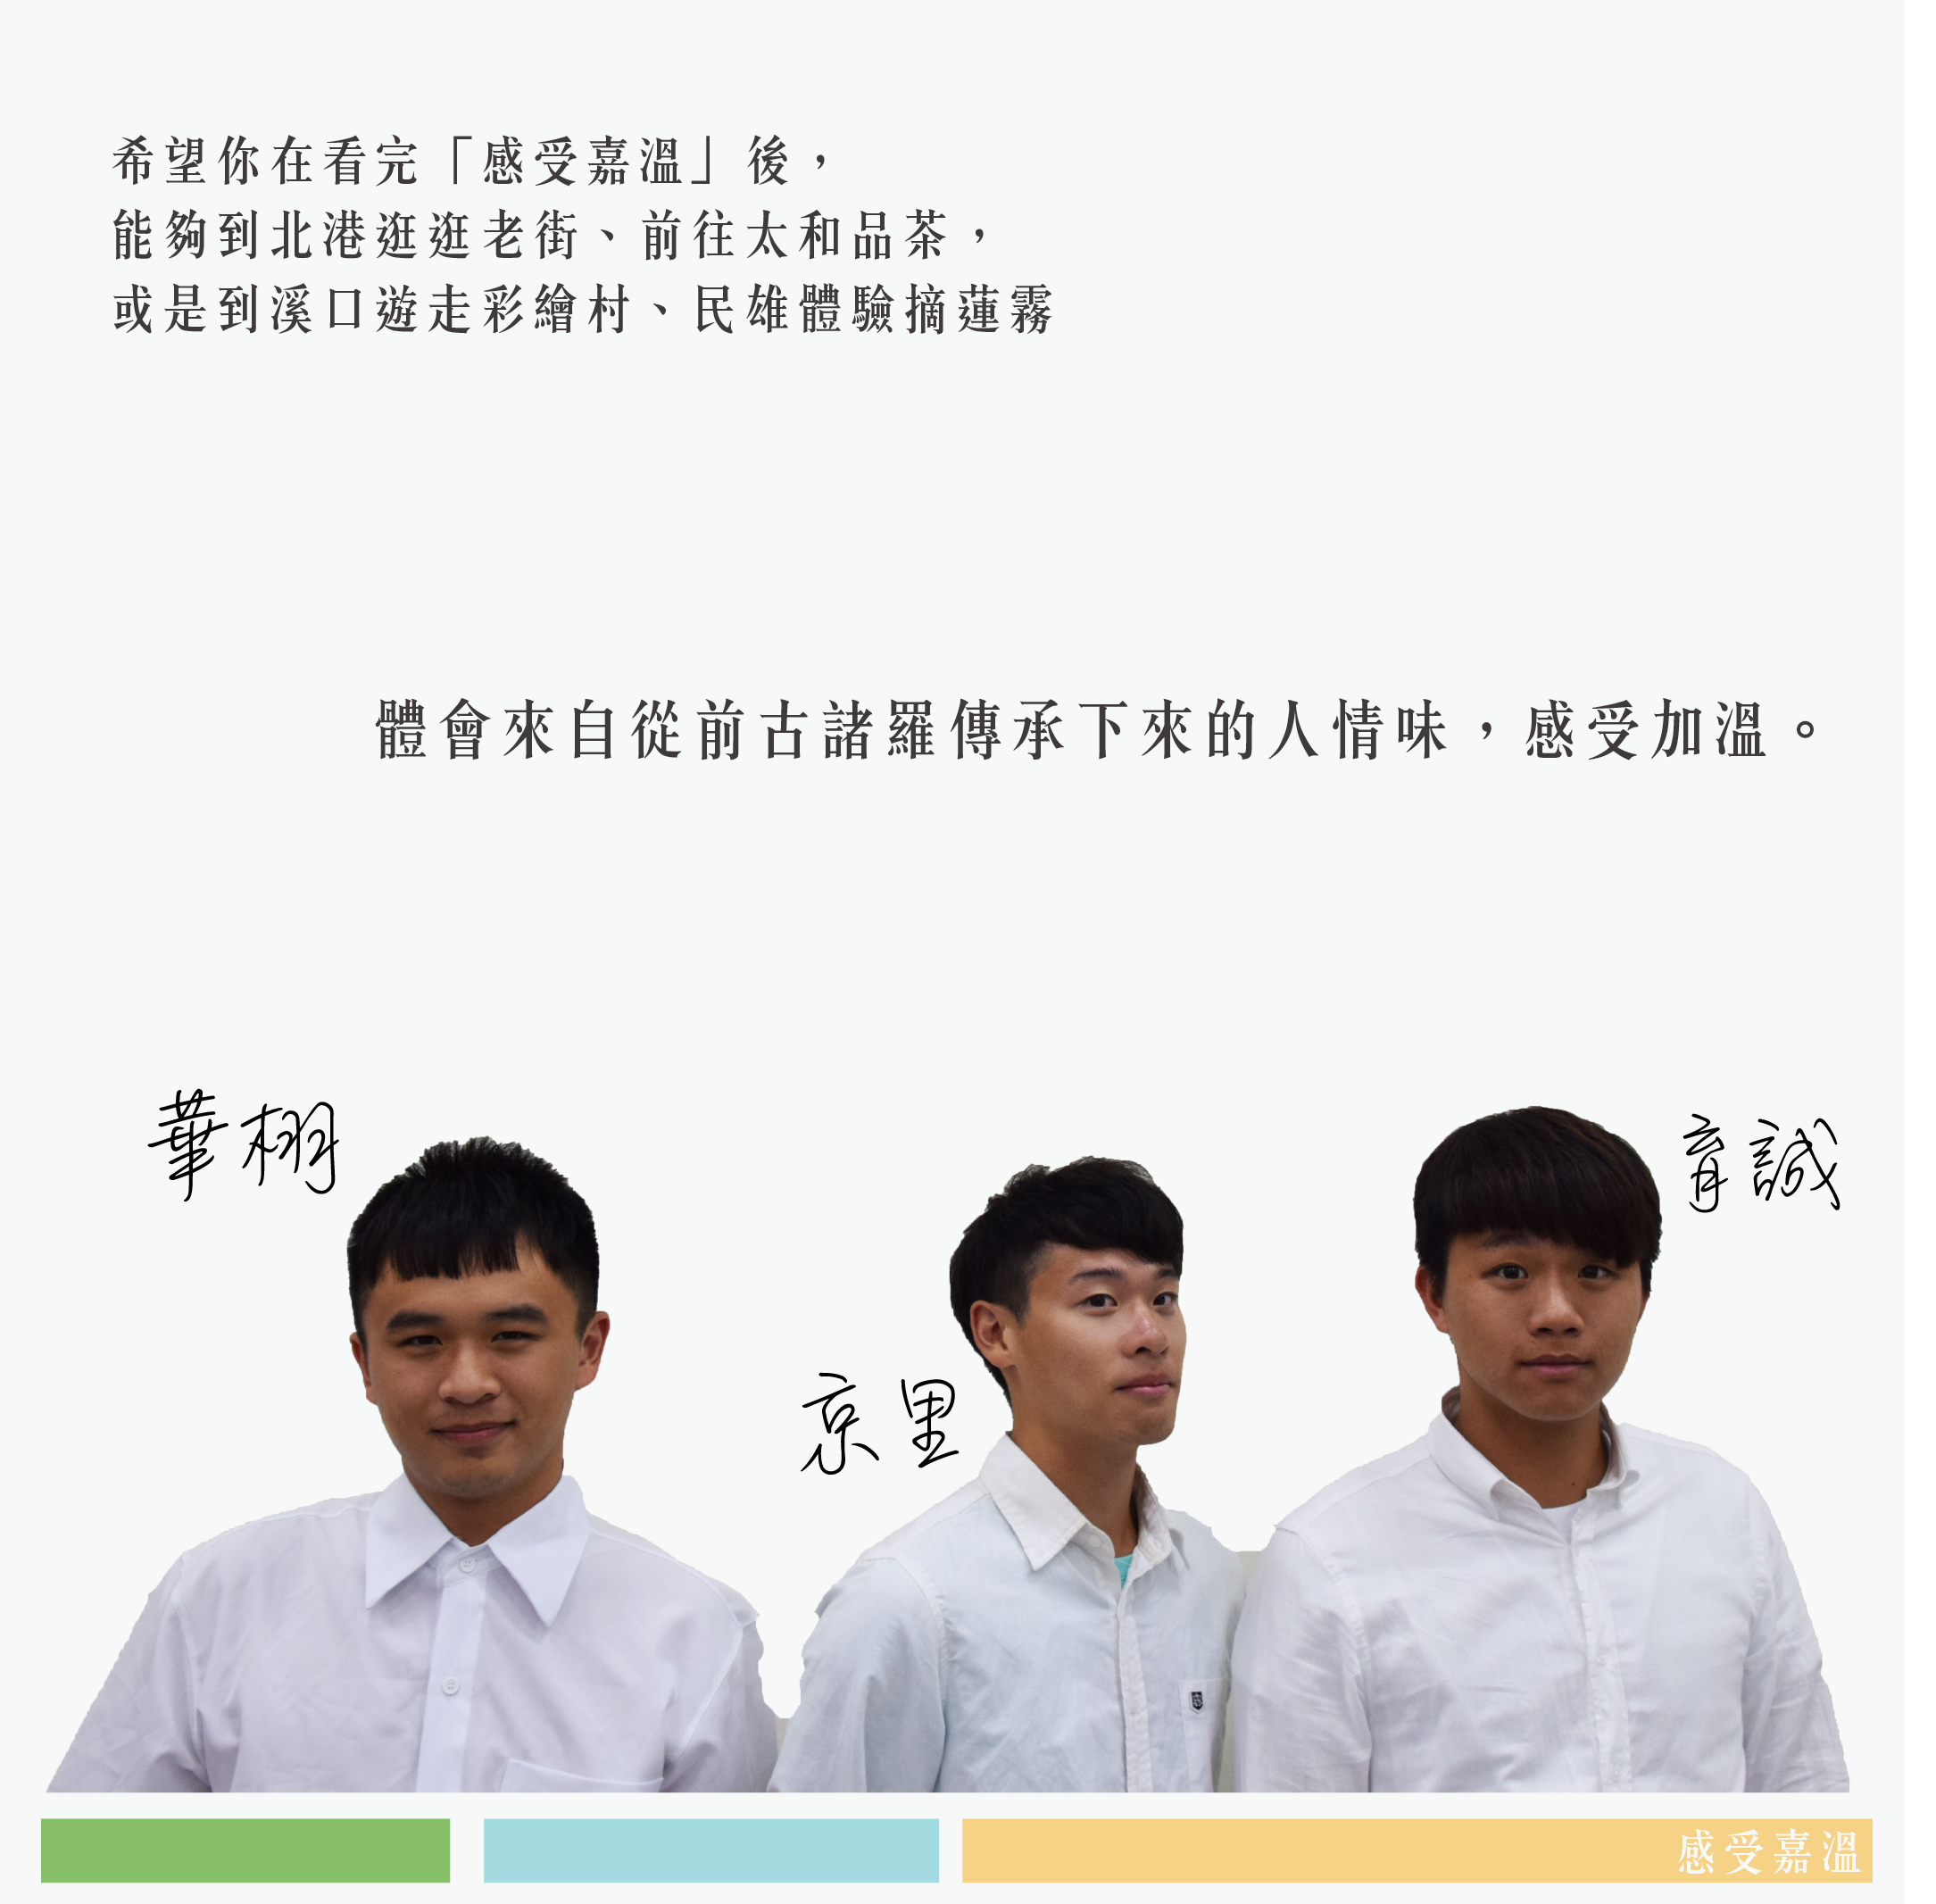 希望你在看完「感受嘉溫」後，
能夠到北港逛逛老街、前往太和品茶，
或是到溪口遊走彩繪村、民雄體驗摘蓮霧
體會來自從前古諸羅傳承下來的人情味，感受加溫。
華栩
育誠
京里
感受嘉溫